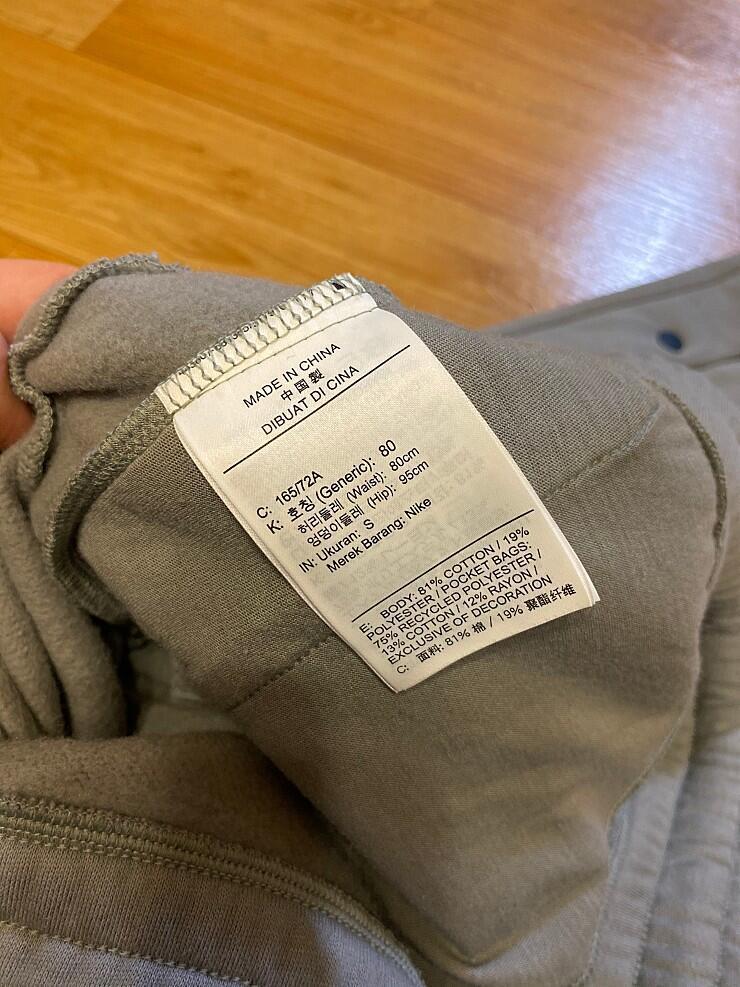 MADE IN CHINA
中国製
DIBUAT DI CINA
C: 165/72A
K: 호칭 (Generic): 80
허리둘레 (Waist): 80cm
엉덩이둘레 (Hip): 95cm
IN: Ukuran: S
Merek Barang: Nike
E: BODY: 81% COTTON / 19%
POLYESTER / POCKET BAGS:
75% RECYCLED POLYESTER /
13% COTTON / 12% RAYON /
EXCLUSIVE OF DECORATION
C: 面料: 81% 棉 / 19% 聚酯纤维